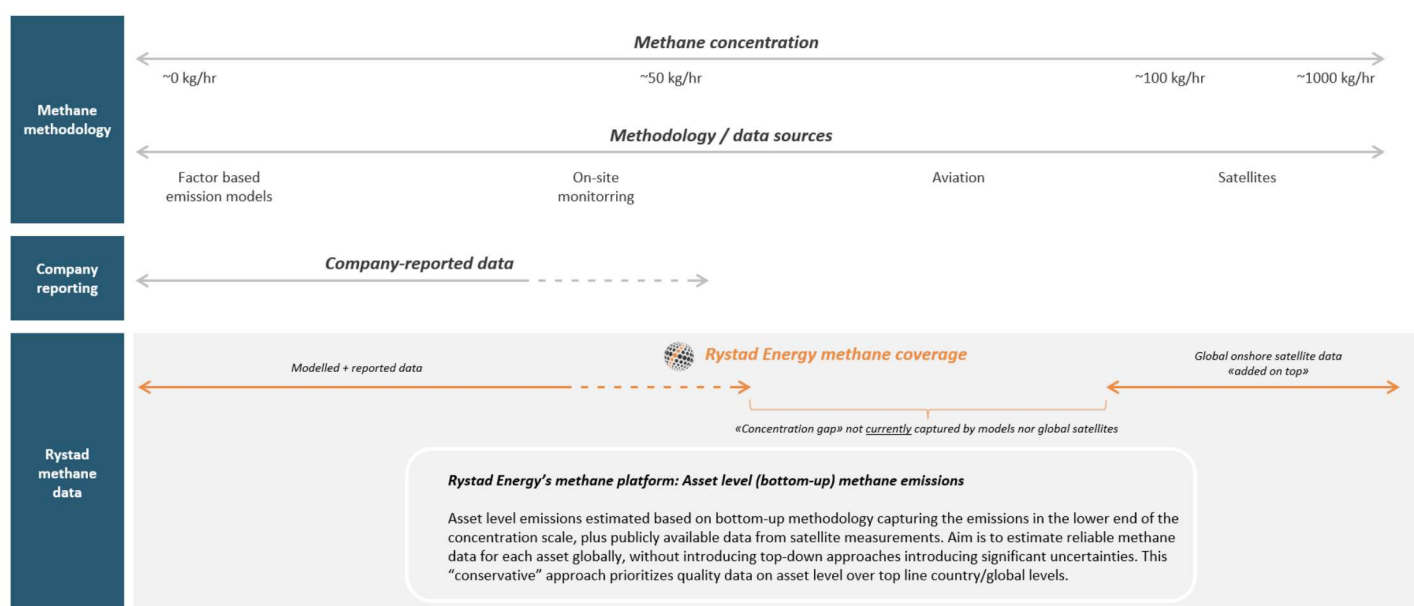 Methane
methodology
Methane concentration
~0 kg/hr
~50 kg/hr
~100 kg/hr
~1000 kg/hr
Methodology / data sources
Factor based
emission models
On-site
monitorring
Aviation
Satellites
Company
reporting
Company-reported data
Rystad
methane
data
Rystad Energy methane coverage
Modelled + reported data
Global onshore satellite data
«added on top»
«Concentration gap» not currently captured by models nor global satellites
Rystad Energy’s methane platform: Asset level (bottom-up) methane emissions
Asset level emissions estimated based on bottom-up methodology capturing the emissions in the lower end of the
concentration scale, plus publicly available data from satellite measurements. Aim is to estimate reliable methane
data for each asset globally, without introducing top-down approaches introducing significant uncertainties. This
“conservative” approach prioritizes quality data on asset level over top line country/global levels.